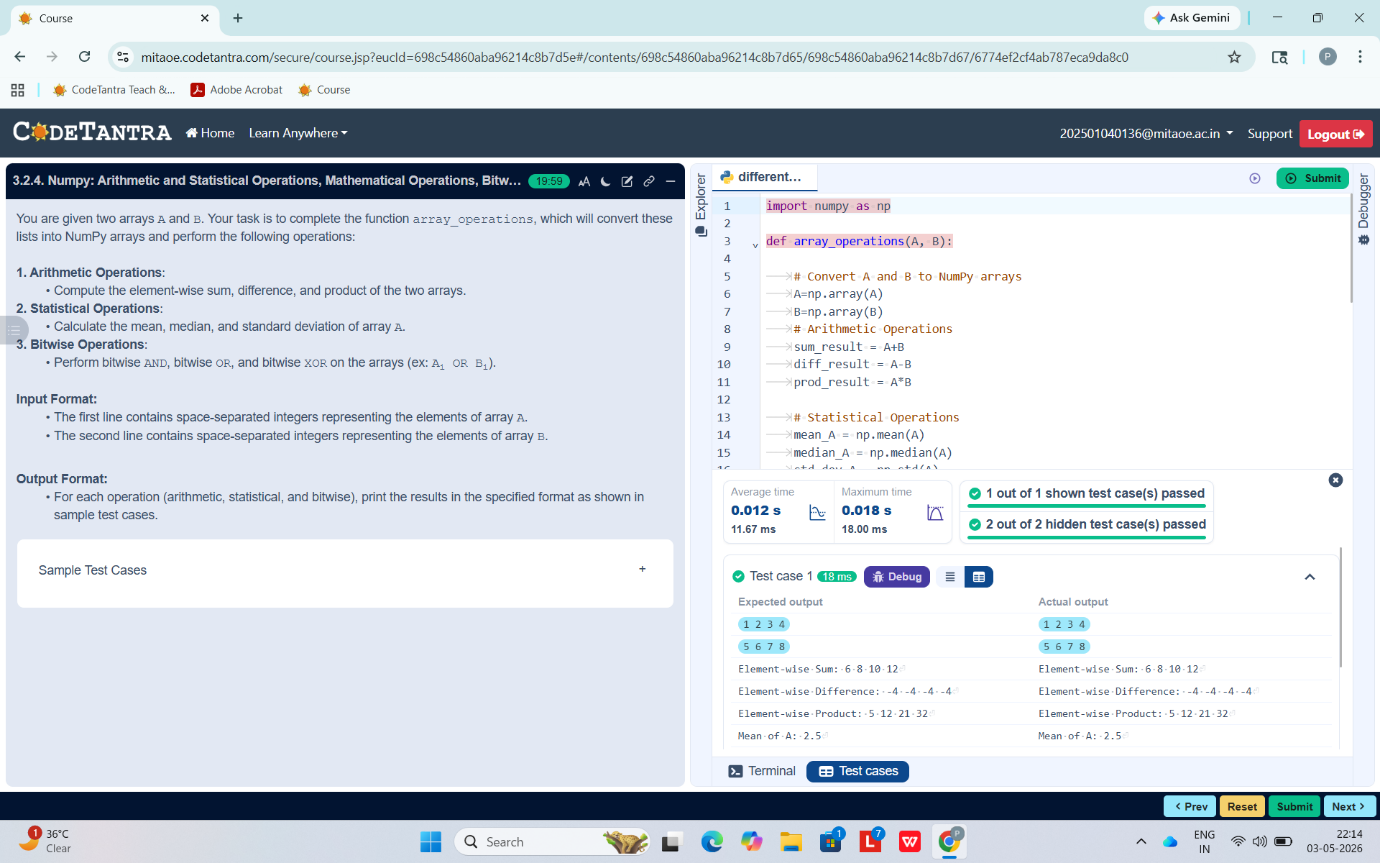 Course
Ask Gemini
mitaoe.codetantra.com/secure/course.jsp?eucId=698c54860aba96214c8b7d5e#/contents/698c54860aba96214c8b7d65/698c54860aba96214c8b7d67/6774ef2cf4ab787eca9da8c0
P
CodeTantra Teach &...
Adobe Acrobat
Course
CODETANTRA
Home
Learn Anywhere
202501040136@mitaoe.ac.in
Support
Logout
3.2.4. Numpy: Arithmetic and Statistical Operations, Mathematical Operations, Bitw...
19:59
AA
You are given two arrays A and B. Your task is to complete the function array_operations, which will convert these
lists into NumPy arrays and perform the following operations:
1. Arithmetic Operations:
• Compute the element-wise sum, difference, and product of the two arrays.
2. Statistical Operations:
• Calculate the mean, median, and standard deviation of array A.
3. Bitwise Operations:
• Perform bitwise AND, bitwise OR, and bitwise XOR on the arrays (ex: Ai OR Bi).
Input Format:
• The first line contains space-separated integers representing the elements of array A.
• The second line contains space-separated integers representing the elements of array B.
Output Format:
• For each operation (arithmetic, statistical, and bitwise), print the results in the specified format as shown in
sample test cases.
Sample Test Cases
+
Explorer
different...
Submit
Debugger
1 import numpy as np
2
3 def array_operations(A, B):
4
5 # Convert A and B to NumPy arrays
6 A=np.array(A)
7 B=np.array(B)
8 # Arithmetic Operations
9 sum_result = A+B
10 diff_result = A-B
11 prod_result = A*B
12
13 # Statistical Operations
14 mean_A = np.mean(A)
15 median_A = np.median(A)
16 std_dev_A = np.std(A)
Average time
0.012 s
11.67 ms
Maximum time
0.018 s
18.00 ms
1 out of 1 shown test case(s) passed
2 out of 2 hidden test case(s) passed
Test case 1
18 ms
Debug
Expected output
Actual output
1 2 3 4
1 2 3 4
5 6 7 8
5 6 7 8
Element-wise Sum: 6 8 10 12
Element-wise Sum: 6 8 10 12
Element-wise Difference: -4 -4 -4 -4
Element-wise Difference: -4 -4 -4 -4
Element-wise Product: 5 12 21 32
Element-wise Product: 5 12 21 32
Mean of A: 2.5
Mean of A: 2.5
Terminal
Test cases
< Prev
Reset
Submit
Next >
1
36°C
Clear
Search
1
L
7
W
P
ENG
IN
22:14
03-05-2026